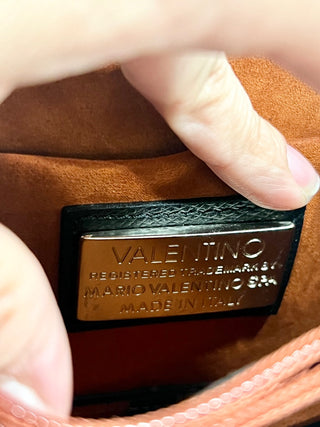 VALENTINO
REGISTERED TRADEMARK BY
MARIO VALENTINO SPA
MADE IN ITALY